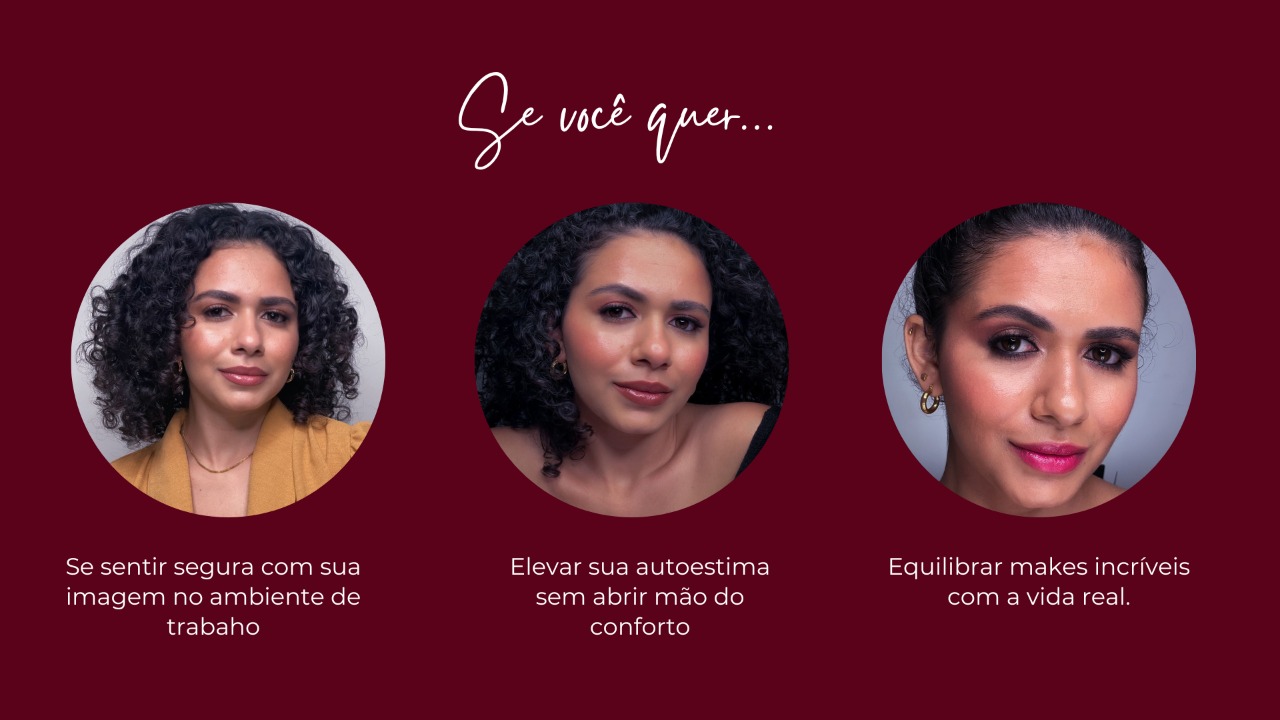 Se você quer...
Se sentir segura com sua
imagem no ambiente de
trabaho
Elevar sua autoestima
sem abrir mão do
conforto
Equilibrar makes incríveis
com a vida real.